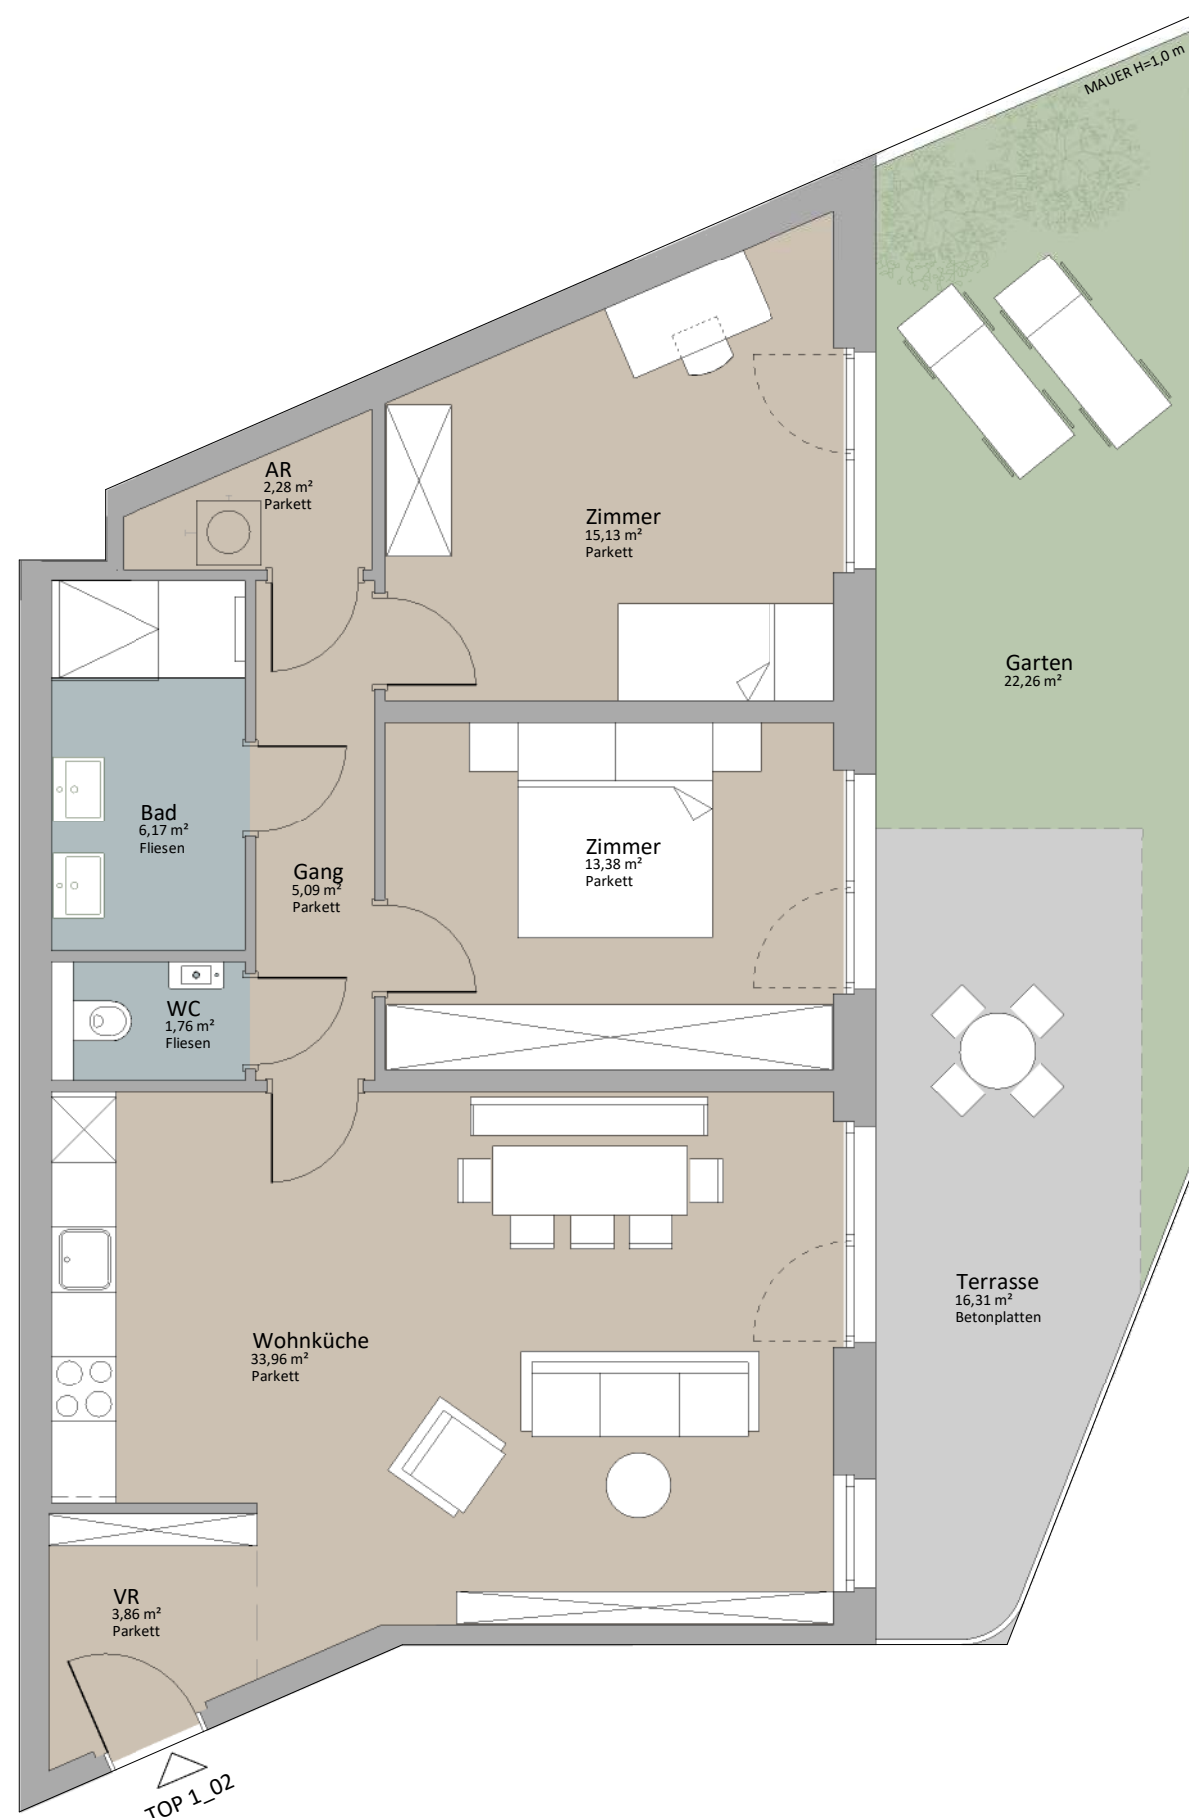 MAUER H=1,0 m
AR
2,28 m²
Parkett
Zimmer
15,13 m²
Parkett
Garten
22,26 m²
Bad
6,17 m²
Fliesen
Zimmer
13,38 m²
Parkett
Gang
5,09 m²
Parkett
WC
1,76 m²
Fliesen
Terrasse
16,31 m²
Betonplatten
Wohnküche
33,96 m²
Parkett
VR
3,86 m²
Parkett
TOP 1_02